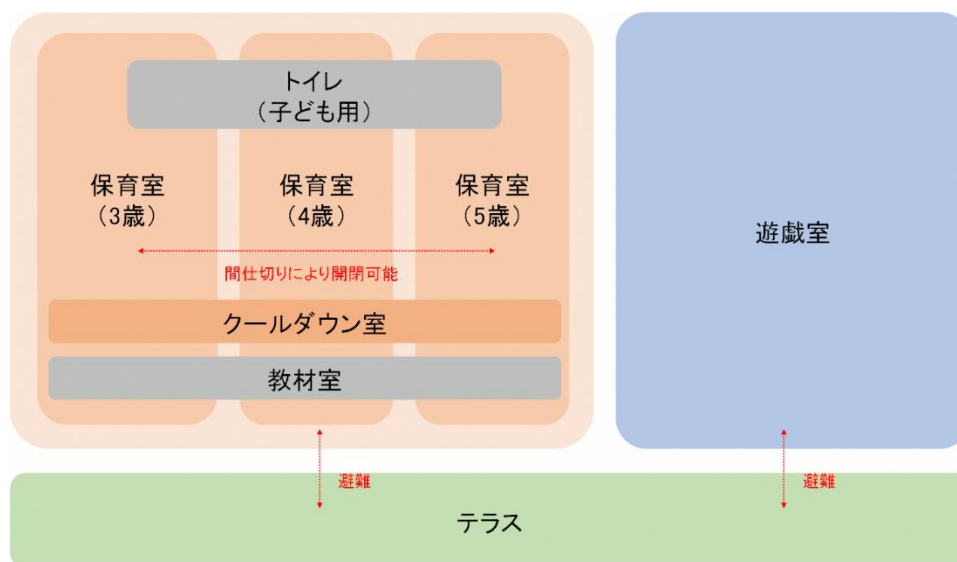 トイレ
（子ども用）
保育室
（3歳）
保育室
（4歳）
保育室
（5歳）
間仕切りにより開閉可能
クールダウン室
教材室
遊戯室
避難
避難
テラス